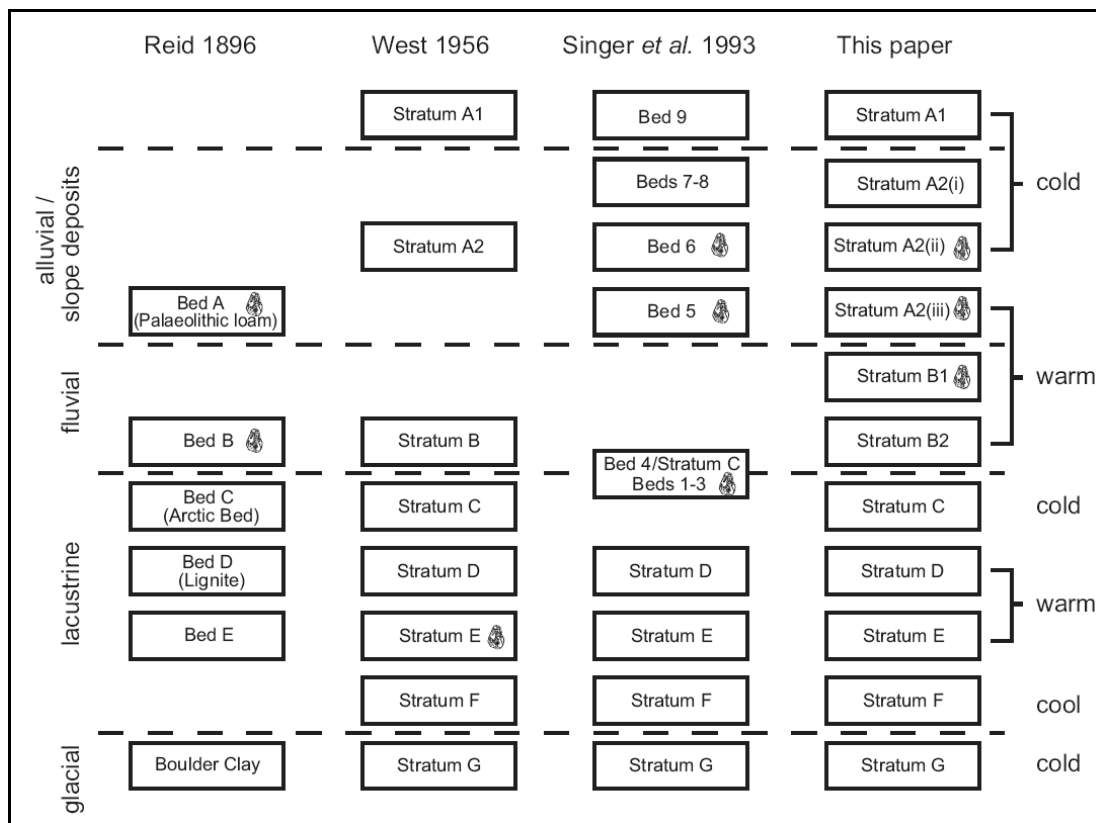 Reid 1896
West 1956
Singer et al. 1993
This paper
Stratum A1
Bed 9
Stratum A1
alluvial /
slope deposits
Beds 7-8
Stratum A2(i)
cold
Stratum A2
Bed 6
Stratum A2(ii)
Bed A
(Palaeolithic loam)
Bed 5
Stratum A2(iii)
fluvial
Stratum B1
warm
Bed B
Stratum B
Bed 4/Stratum C
Beds 1-3
Stratum B2
lacustrine
Bed C
(Arctic Bed)
Stratum C
Stratum C
cold
Bed D
(Lignite)
Stratum D
Stratum D
Stratum D
warm
Bed E
Stratum E
Stratum E
Stratum E
Stratum F
Stratum F
Stratum F
cool
glacial
Boulder Clay
Stratum G
Stratum G
Stratum G
cold